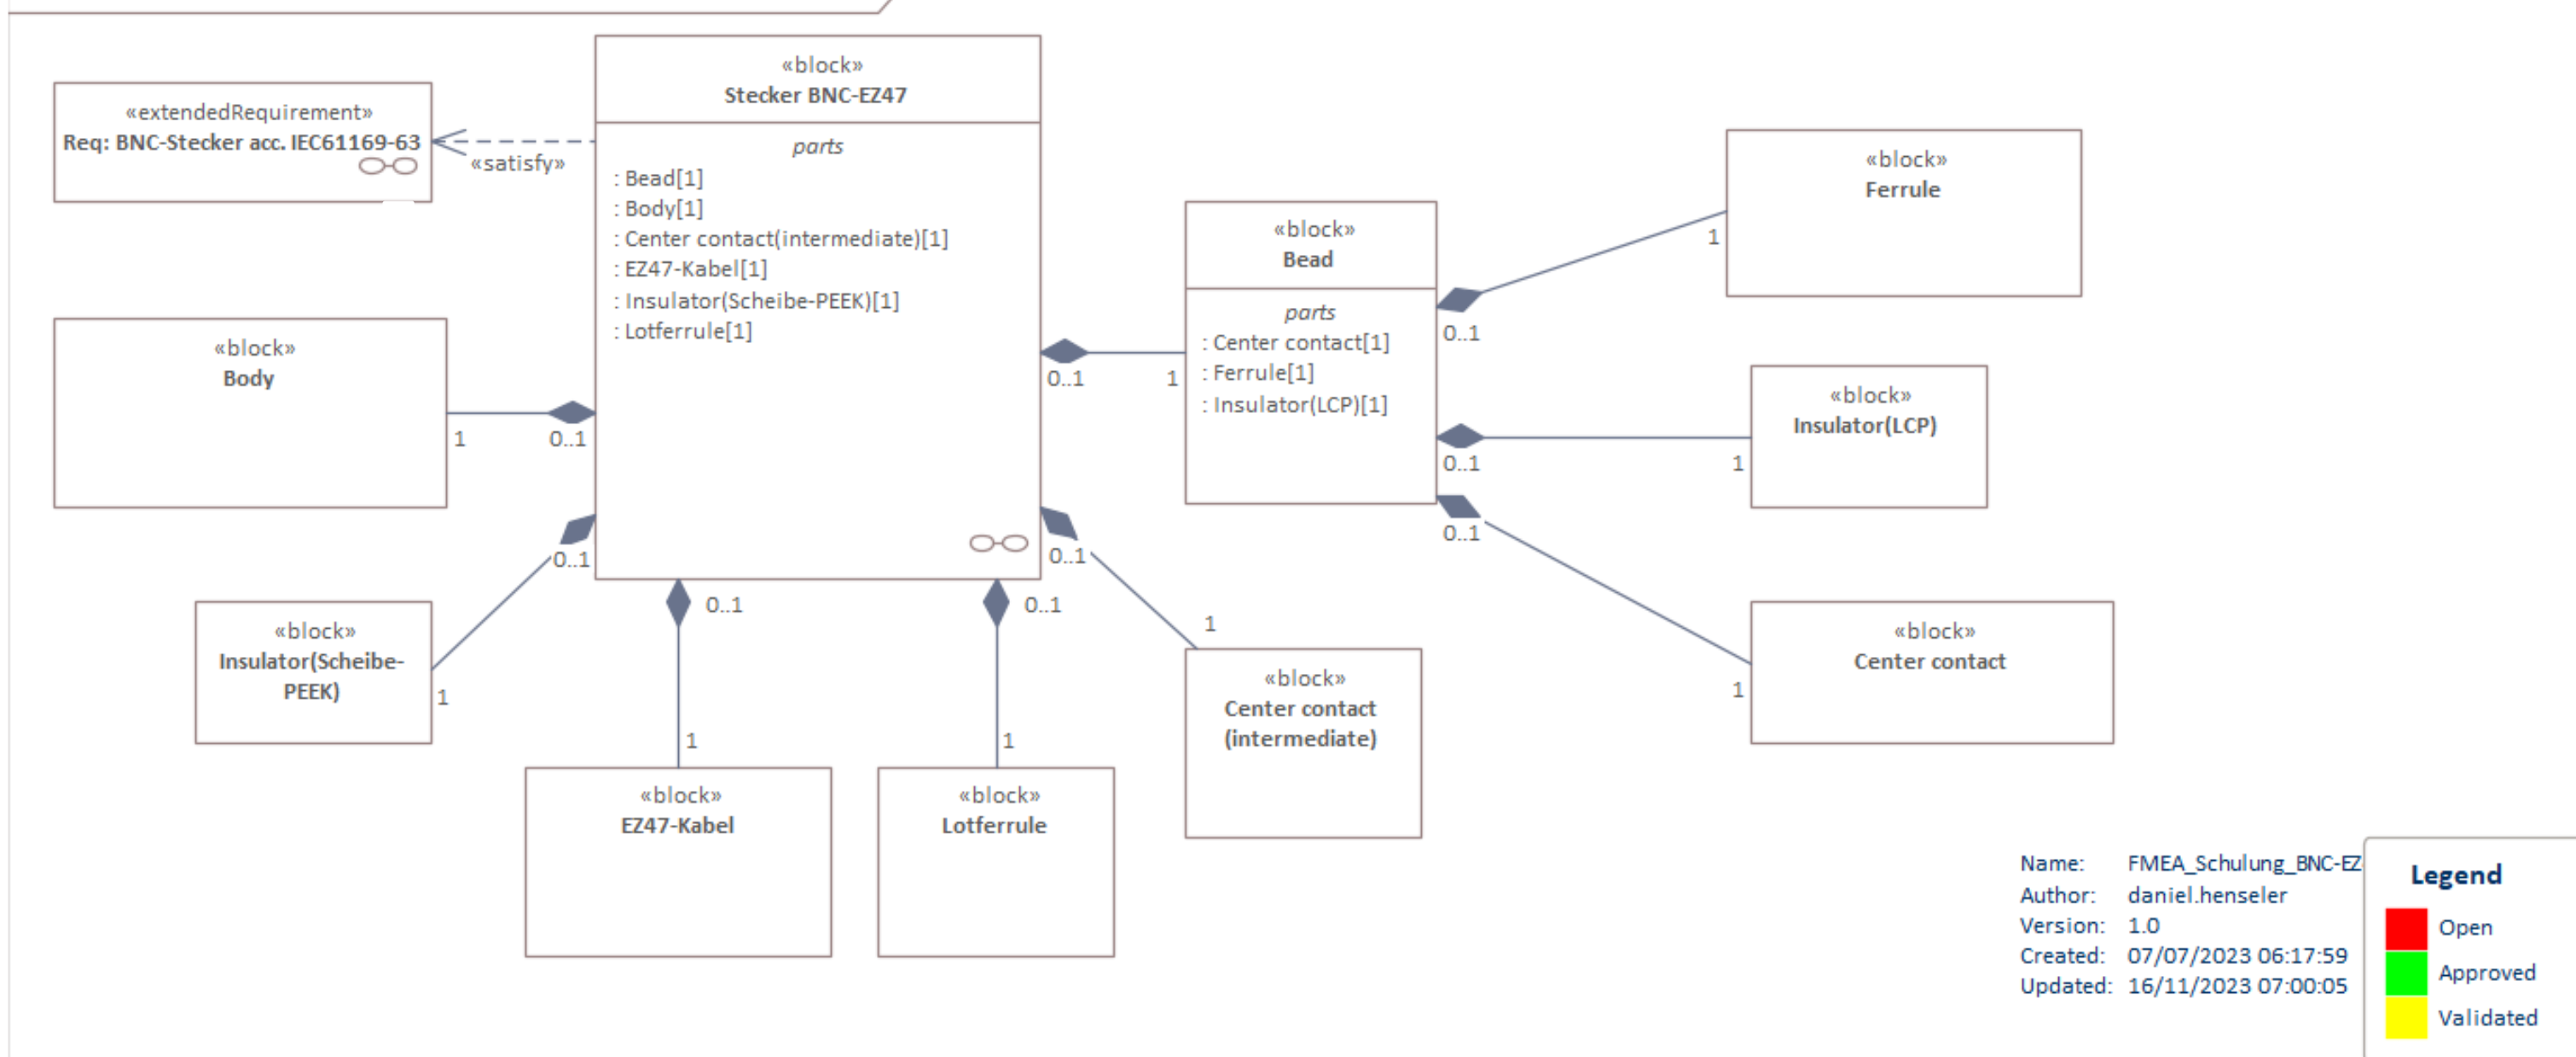 «extendedRequirement»
Req: BNC-Stecker acc. IEC61169-63
«satisfy»
«block»
Stecker BNC-EZ47
parts
: Bead[1]
: Body[1]
: Center contact(intermediate)[1]
: EZ47-Kabel[1]
: Insulator(Scheibe-PEEK)[1]
: Lotferrule[1]
«block»
Body
1
0..1
«block»
Insulator(Scheibe-
PEEK)
1
0..1
«block»
EZ47-Kabel
1
0..1
«block»
Lotferrule
1
0..1
«block»
Center contact
(intermediate)
1
0..1
0..1
1
«block»
Bead
parts
: Center contact[1]
: Ferrule[1]
: Insulator(LCP)[1]
«block»
Ferrule
1
0..1
«block»
Insulator(LCP)
1
0..1
«block»
Center contact
1
0..1
Name: FMEA_Schulung_BNC-EZ
Author: daniel.henseler
Version: 1.0
Created: 07/07/2023 06:17:59
Updated: 16/11/2023 07:00:05
Legend
Open
Approved
Validated